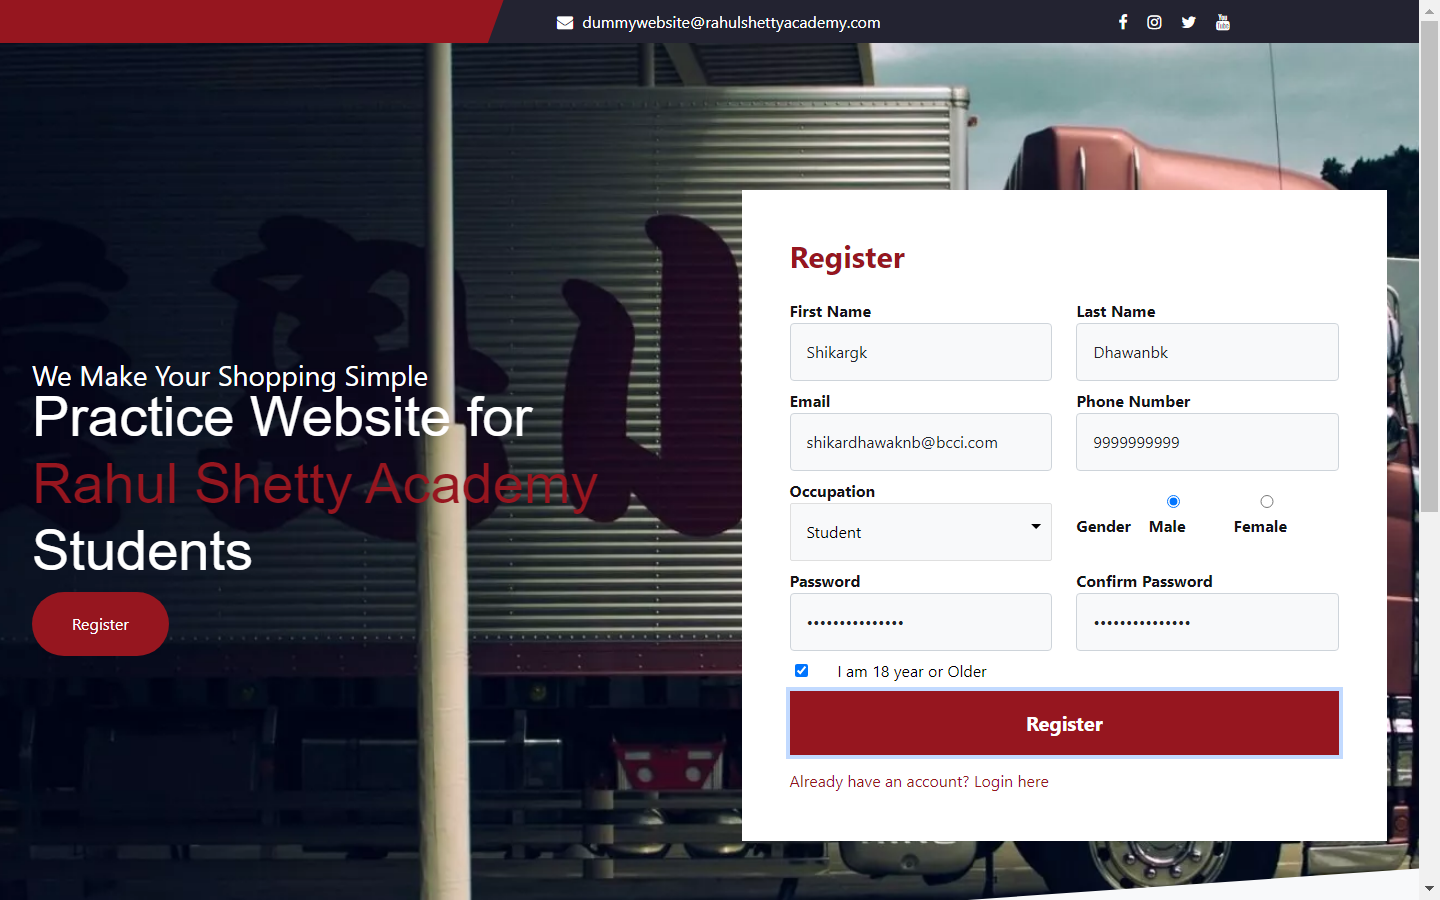 dummywebsite@rahulshettyacademy.com
We Make Your Shopping Simple
Practice Website for
Rahul Shetty Academy
Students
Register
Register
First Name
Last Name
Shikargk
Dhawanbk
Email
Phone Number
shikardhawaknb@bcci.com
9999999999
Occupation
Student
Gender Male Female
Password
Confirm Password
•••••••••••••••
•••••••••••••••
I am 18 year or Older
Register
Already have an account? Login here